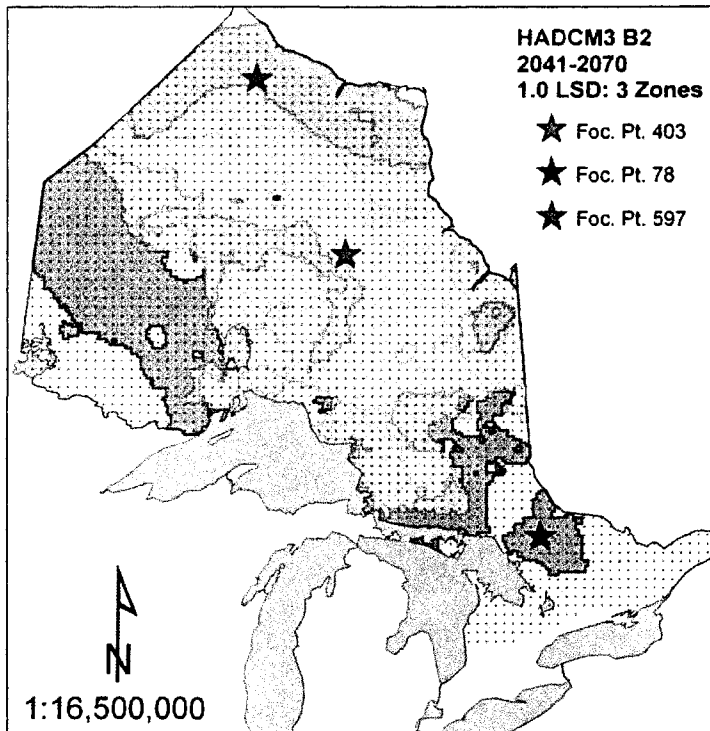 HADCM3 B2
2041-2070
1.0 LSD: 3 Zones
Foc. Pt. 403
Foc. Pt. 78
Foc. Pt. 597
N
1:16,500,000